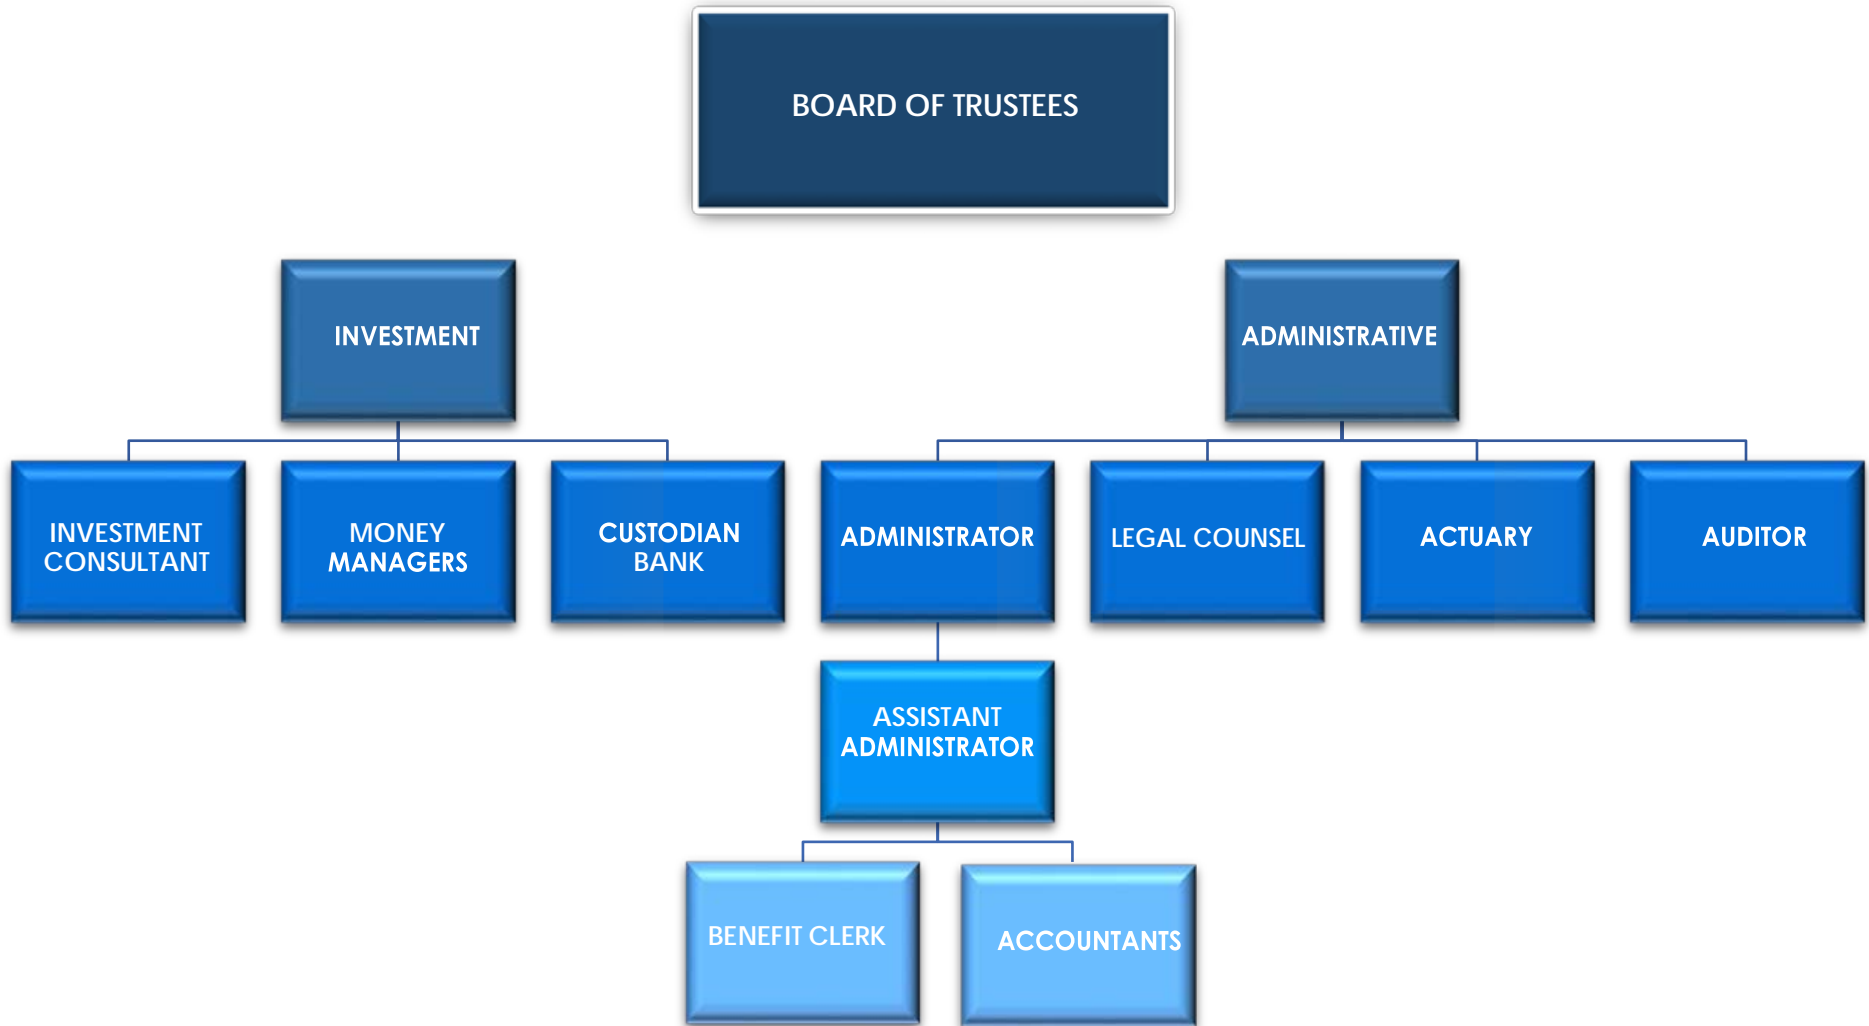 BOARD OF TRUSTEES
INVESTMENT
ADMINISTRATIVE
INVESTMENT
CONSULTANT
MONEY
MANAGERS
CUSTODIAN
BANK
ADMINISTRATOR
LEGAL COUNSEL
ACTUARY
AUDITOR
ASSISTANT
ADMINISTRATOR
BENEFIT CLERK
ACCOUNTANTS